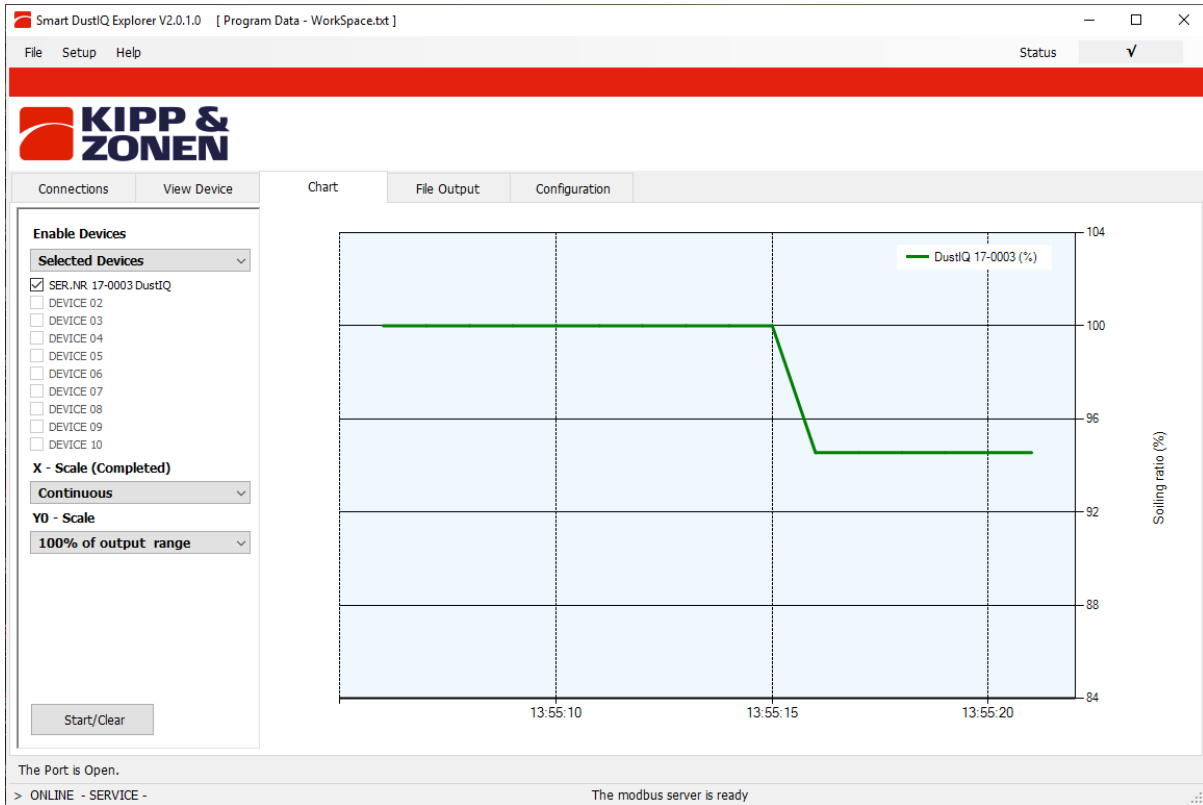 Smart DustIQ Explorer V2.0.1.0 [ Program Data - WorkSpace.txt ]
File Setup Help Status √
KIPP &
ZONEN
Connections View Device Chart File Output Configuration
Enable Devices
Selected Devices
SER.NR 17-0003 DustIQ
DEVICE 02
DEVICE 03
DEVICE 04
DEVICE 05
DEVICE 06
DEVICE 07
DEVICE 08
DEVICE 09
DEVICE 10
X - Scale (Completed)
Continuous
Y0 - Scale
100% of output range
Start/Clear
DustIQ 17-0003 (%)
104
100
96
92
88
84
Soiling ratio (%)
13:55:10 13:55:15 13:55:20
The Port is Open.
> ONLINE - SERVICE - The modbus server is ready